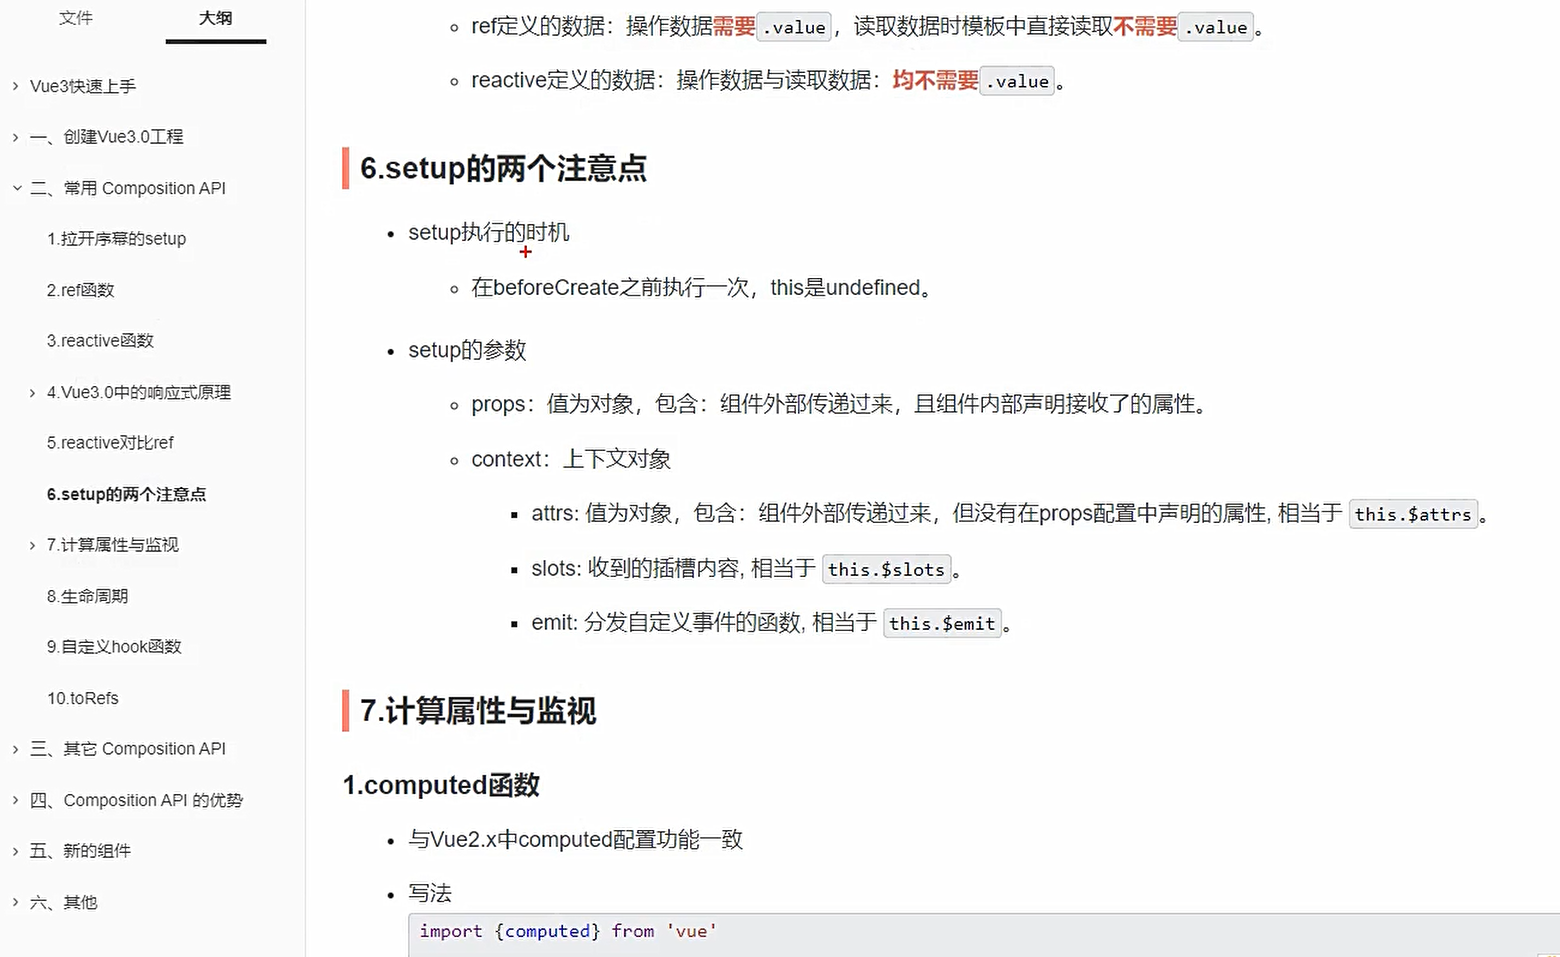 文件
大纲
Vue3快速上手
一、创建Vue3.0工程
二、常用 Composition API
1.拉开序幕的setup
2.ref函数
3.reactive函数
4.Vue3.0中的响应式原理
5.reactive对比ref
6.setup的两个注意点
7.计算属性与监视
8.生命周期
9.自定义hook函数
10.toRefs
三、其它 Composition API
四、Composition API 的优势
五、新的组件
六、其他
ref定义的数据：操作数据需要 .value ，读取数据时模板中直接读取不需要 .value 。
reactive定义的数据：操作数据与读取数据：均不需要 .value 。
6.setup的两个注意点
setup执行的时机
在beforeCreate之前执行一次，this是undefined。
setup的参数
props：值为对象，包含：组件外部传递过来，且组件内部声明接收了的属性。
context：上下文对象
attrs: 值为对象，包含：组件外部传递过来，但没有在props配置中声明的属性, 相当于 this.$attrs 。
slots: 收到的插槽内容, 相当于 this.$slots 。
emit: 分发自定义事件的函数, 相当于 this.$emit 。
7.计算属性与监视
1.computed函数
与Vue2.x中computed配置功能一致
写法
import {computed} from 'vue'